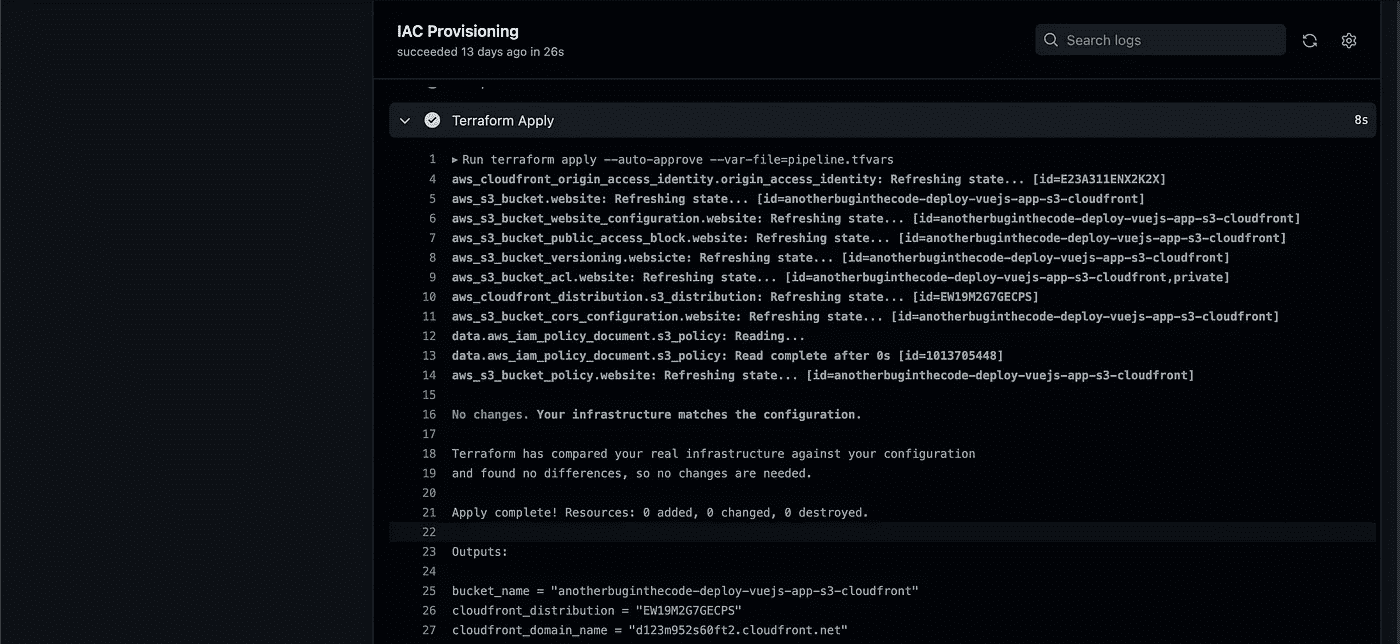 IAC Provisioning
succeeded 13 days ago in 26s
Search logs
Terraform Apply 8s
1 ▸ Run terraform apply --auto-approve --var-file=pipeline.tfvars
4 aws_cloudfront_origin_access_identity.origin_access_identity: Refreshing state... [id=E23A311ENX2K2X]
5 aws_s3_bucket.website: Refreshing state... [id=anotherbuginthecode-deploy-vuejs-app-s3-cloudfront]
6 aws_s3_bucket_website_configuration.website: Refreshing state... [id=anotherbuginthecode-deploy-vuejs-app-s3-cloudfront]
7 aws_s3_bucket_public_access_block.website: Refreshing state... [id=anotherbuginthecode-deploy-vuejs-app-s3-cloudfront]
8 aws_s3_bucket_versioning.websicte: Refreshing state... [id=anotherbuginthecode-deploy-vuejs-app-s3-cloudfront]
9 aws_s3_bucket_acl.website: Refreshing state... [id=anotherbuginthecode-deploy-vuejs-app-s3-cloudfront,private]
10 aws_cloudfront_distribution.s3_distribution: Refreshing state... [id=EW19M2G7GECPS]
11 aws_s3_bucket_cors_configuration.website: Refreshing state... [id=anotherbuginthecode-deploy-vuejs-app-s3-cloudfront]
12 data.aws_iam_policy_document.s3_policy: Reading...
13 data.aws_iam_policy_document.s3_policy: Read complete after 0s [id=1013705448]
14 aws_s3_bucket_policy.website: Refreshing state... [id=anotherbuginthecode-deploy-vuejs-app-s3-cloudfront]
15
16 No changes. Your infrastructure matches the configuration.
17
18 Terraform has compared your real infrastructure against your configuration
19 and found no differences, so no changes are needed.
20
21 Apply complete! Resources: 0 added, 0 changed, 0 destroyed.
22
23 Outputs:
24
25 bucket_name = "anotherbuginthecode-deploy-vuejs-app-s3-cloudfront"
26 cloudfront_distribution = "EW19M2G7GECPS"
27 cloudfront_domain_name = "d123m952s60ft2.cloudfront.net"